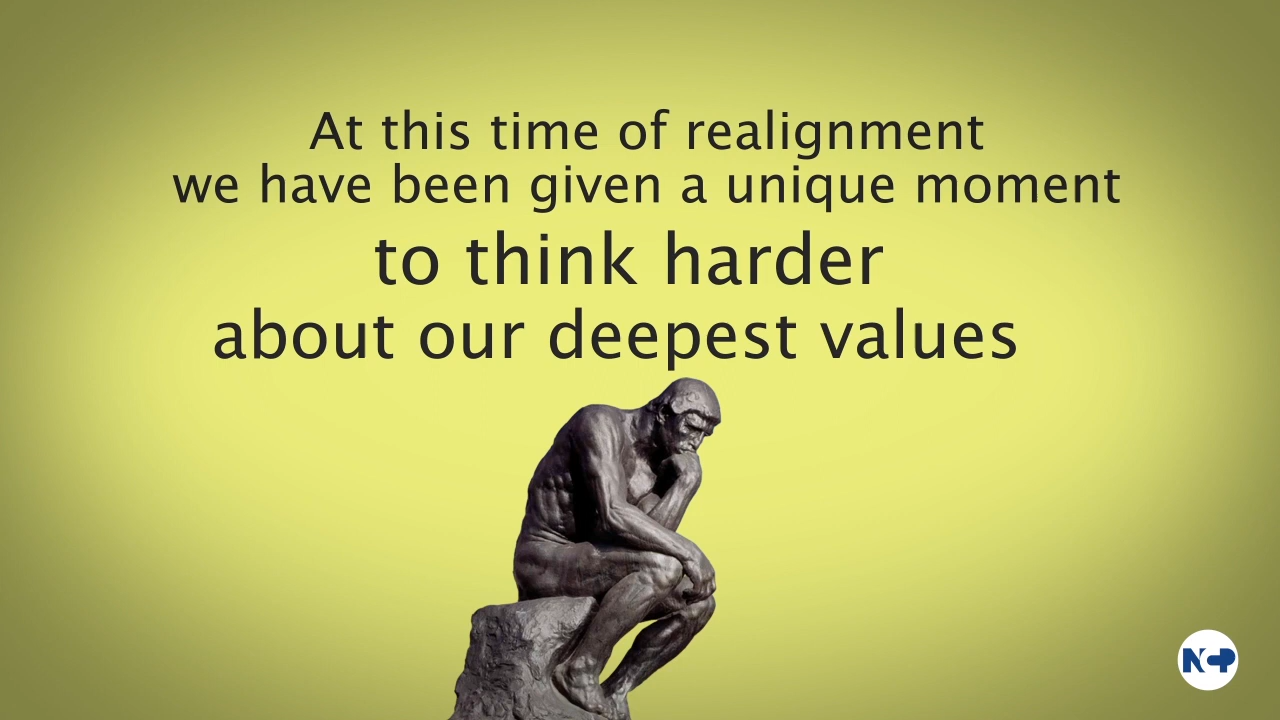 At this time of realignment
we have been given a unique moment
to think harder
about our deepest values